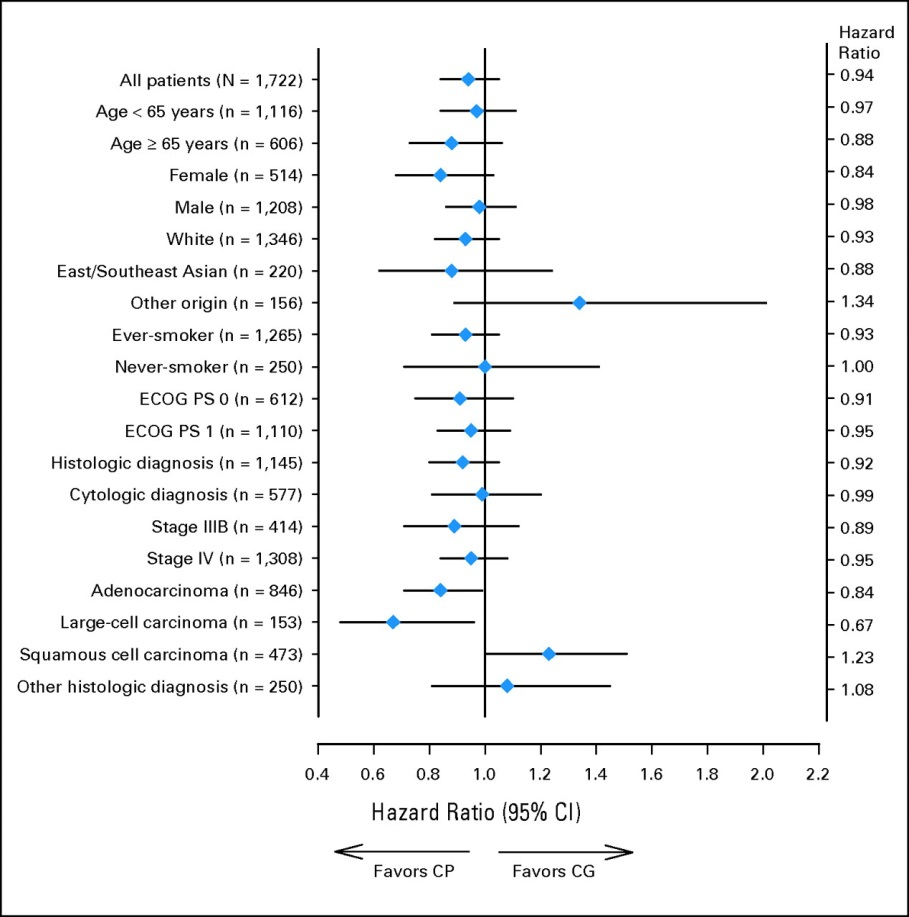 Hazard
Ratio
All patients (N = 1,722) 0.94
Age < 65 years (n = 1,116) 0.97
Age ≥ 65 years (n = 606) 0.88
Female (n = 514) 0.84
Male (n = 1,208) 0.98
White (n = 1,346) 0.93
East/Southeast Asian (n = 220) 0.88
Other origin (n = 156) 1.34
Ever-smoker (n = 1,265) 0.93
Never-smoker (n = 250) 1.00
ECOG PS 0 (n = 612) 0.91
ECOG PS 1 (n = 1,110) 0.95
Histologic diagnosis (n = 1,145) 0.92
Cytologic diagnosis (n = 577) 0.99
Stage IIIB (n = 414) 0.89
Stage IV (n = 1,308) 0.95
Adenocarcinoma (n = 846) 0.84
Large-cell carcinoma (n = 153) 0.67
Squamous cell carcinoma (n = 473) 1.23
Other histologic diagnosis (n = 250) 1.08
0.4 0.6 0.8 1.0 1.2 1.4 1.6 1.8 2.0 2.2
Hazard Ratio (95% CI)
Favors CP Favors CG